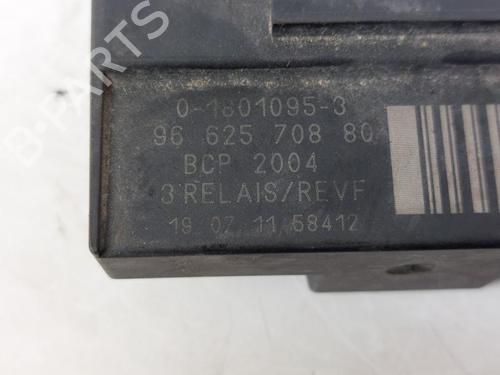 B-PARTS
0-1801095-3
96 625 708 80
BCP 2004
3 RELAIS/REVF
19 07 11 58412